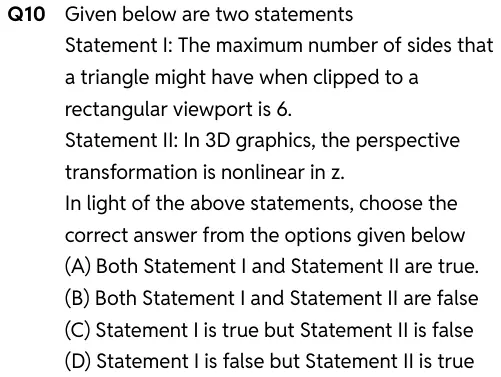 Q10 Given below are two statements
Statement I: The maximum number of sides that
a triangle might have when clipped to a
rectangular viewport is 6.
Statement II: In 3D graphics, the perspective
transformation is nonlinear in z.
In light of the above statements, choose the
correct answer from the options given below
(A) Both Statement I and Statement II are true.
(B) Both Statement I and Statement II are false
(C) Statement I is true but Statement II is false
(D) Statement I is false but Statement II is true